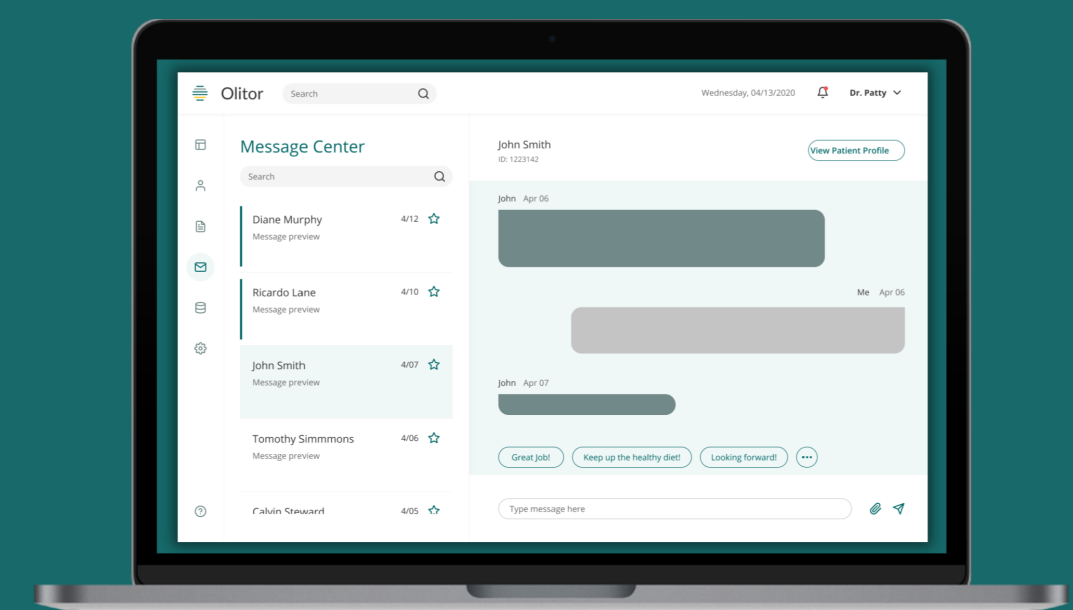 Olitor
Search
Wednesday, 04/13/2020
Dr. Patty
Message Center
Search
Diane Murphy 4/12
Message preview
Ricardo Lane 4/10
Message preview
John Smith 4/07
Message preview
Tomothy Simmmons 4/06
Message preview
Calvin Steward 4/05
John Smith
ID: 1223142
View Patient Profile
John Apr 06
Me Apr 06
John Apr 07
Great Job!
Keep up the healthy diet!
Looking forward!
Type message here